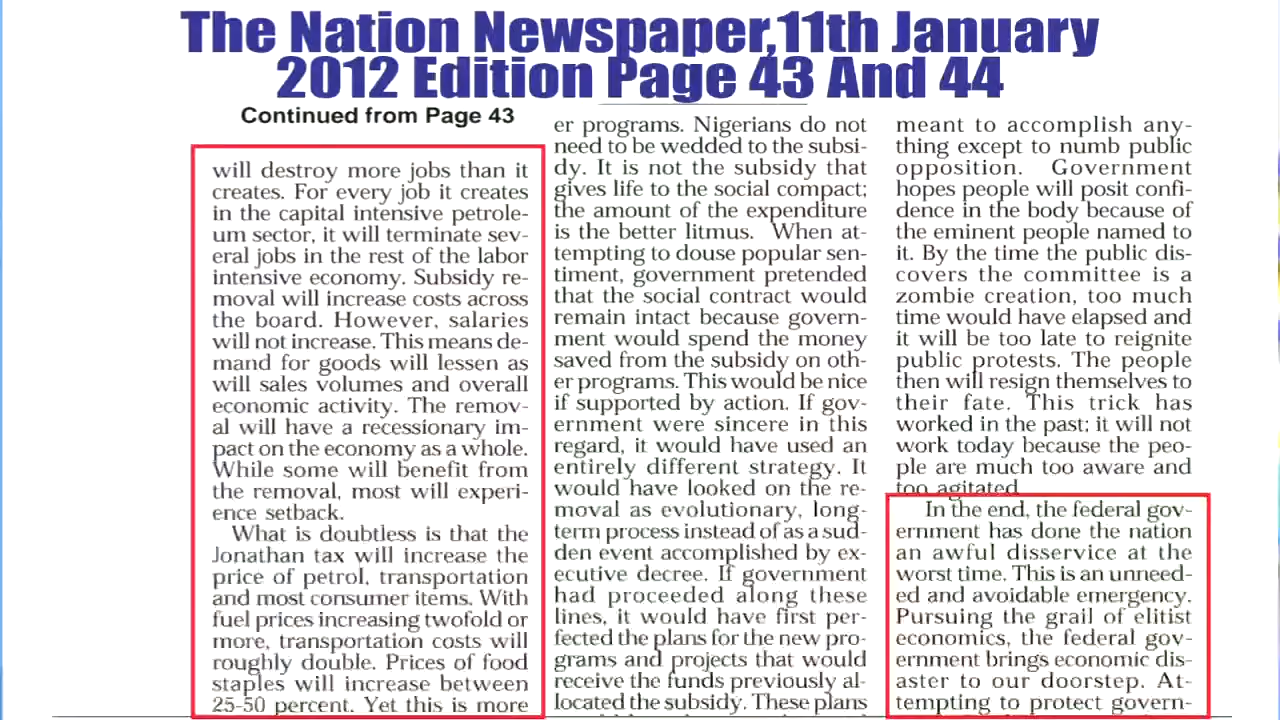 The Nation Newspaper,11th January
2012 Edition Page 43 And 44
Continued from Page 43
will destroy more jobs than it
creates. For every job it creates
in the capital intensive petrole-
um sector, it will terminate sev-
eral jobs in the rest of the labor
intensive economy. Subsidy re-
moval will increase costs across
the board. However, salaries
will not increase. This means de-
mand for goods will lessen as
will sales volumes and overall
economic activity. The remov-
al will have a recessionary im-
pact on the economy as a whole.
While some will benefit from
the removal, most will experi-
ence setback.
What is doubtless is that the
Jonathan tax will increase the
price of petrol, transportation
and most consumer items. With
fuel prices increasing twofold or
more, transportation costs will
roughly double. Prices of food
staples will increase between
25-50 percent. Yet this is more
er programs. Nigerians do not
need to be wedded to the subsi-
dy. It is not the subsidy that
gives life to the social compact;
the amount of the expenditure
is the better litmus. When at-
tempting to douse popular sen-
timent, government pretended
that the social contract would
remain intact because govern-
ment would spend the money
saved from the subsidy on oth-
er programs. This would be nice
if supported by action. If gov-
ernment were sincere in this
regard, it would have used an
entirely different strategy. It
would have looked on the re-
moval as evolutionary, long-
term process instead of as a sud-
den event accomplished by ex-
ecutive decree. If government
had proceeded along these
lines, it would have first per-
fected the plans for the new pro-
grams and projects that would
receive the funds previously al-
located the subsidy. These plans
meant to accomplish any-
thing except to numb public
opposition. Government
hopes people will posit confi-
dence in the body because of
the eminent people named to
it. By the time the public dis-
covers the committee is a
zombie creation, too much
time would have elapsed and
it will be too late to reignite
public protests. The people
then will resign themselves to
their fate. This trick has
worked in the past; it will not
work today because the peo-
ple are much too aware and
too agitated.
In the end, the federal gov-
ernment has done the nation
an awful disservice at the
worst time. This is an unneed-
ed and avoidable emergency.
Pursuing the grail of elitist
economics, the federal gov-
ernment brings economic dis-
aster to our doorstep. At-
tempting to protect govern-